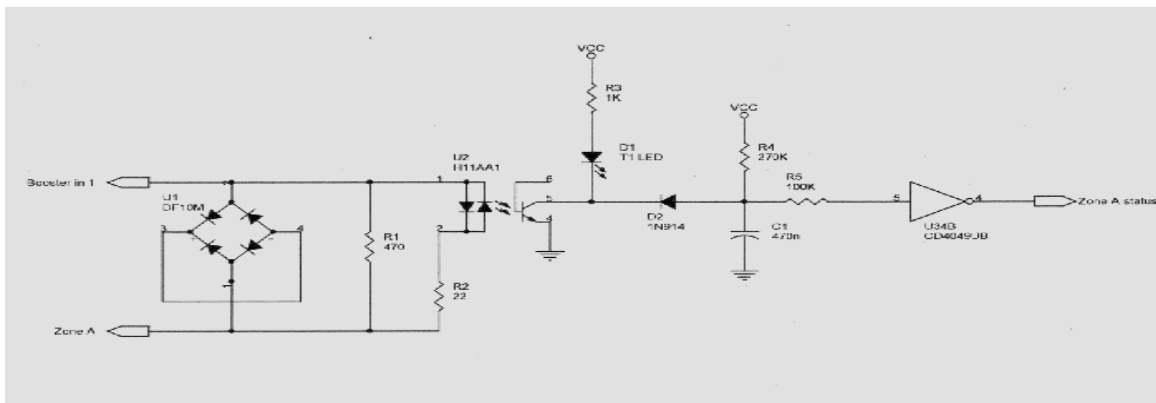 VCC
R3
1K
VCC
D1
T1 LED
R4
270K
U2
H11AA1
R5
100K
Booster in 1
1
6
U1
DF10M
2
5
5
4
Zone A status
4
D2
1N914
U34B
CD4049UB
3
4
R1
470
2
C1
470n
R2
22
1
Zone A